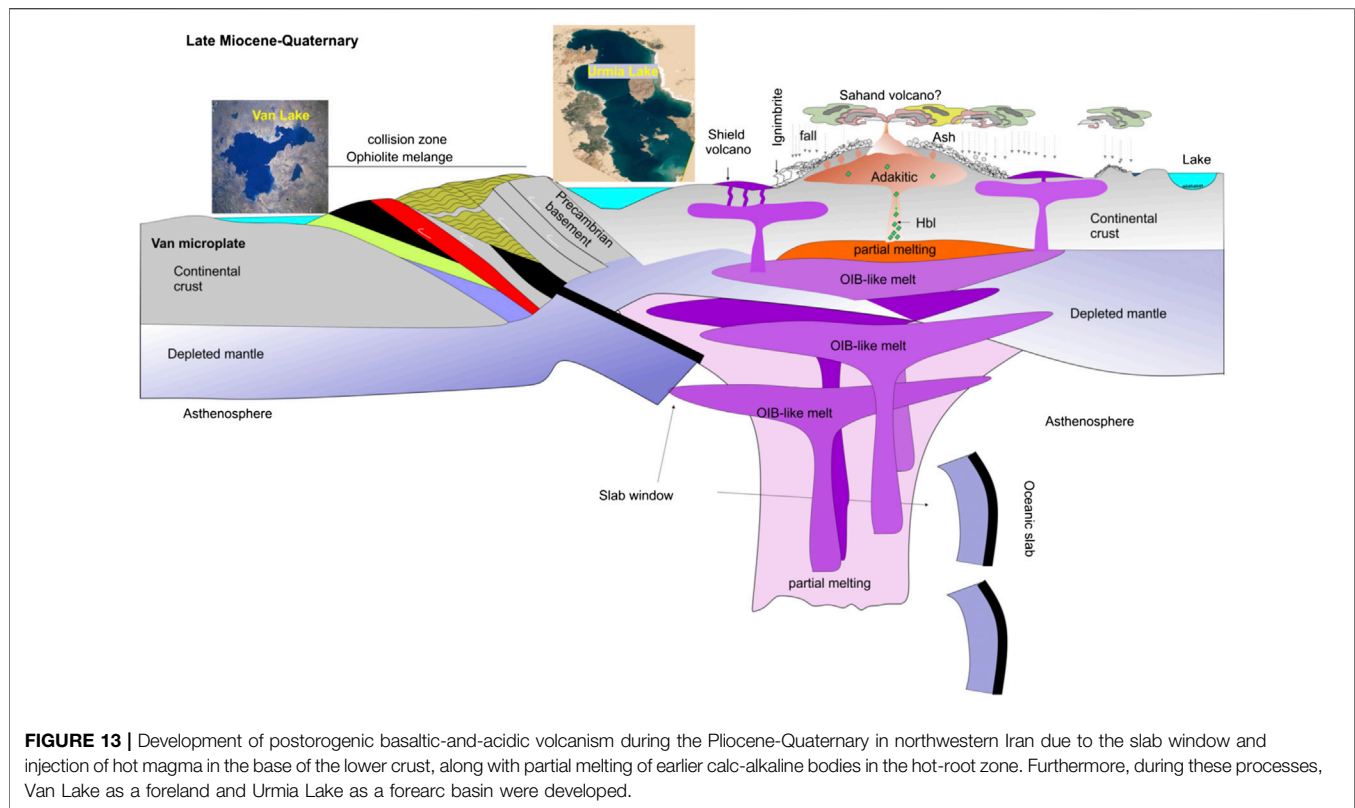 Late Miocene-Quaternary
Van Lake
collision zone
Ophiolite melange
Urmia Lake
Shield
volcano
Ignimbrite
fall
Sahand volcano?
Ash
Lake
Adakitic
Hbl
Continental
crust
Precambrian
basement
partial melting
OIB-like melt
Van microplate
Continental
crust
Depleted mantle
Depleted mantle
OIB-like melt
OIB-like melt
Asthenosphere
Asthenosphere
Slab window
Oceanic slab
partial melting
FIGURE 13 | Development of postorogenic basaltic-and-acidic volcanism during the Pliocene-Quaternary in northwestern Iran due to the slab window and
injection of hot magma in the base of the lower crust, along with partial melting of earlier calc-alkaline bodies in the hot-root zone. Furthermore, during these processes,
Van Lake as a foreland and Urmia Lake as a forearc basin were developed.